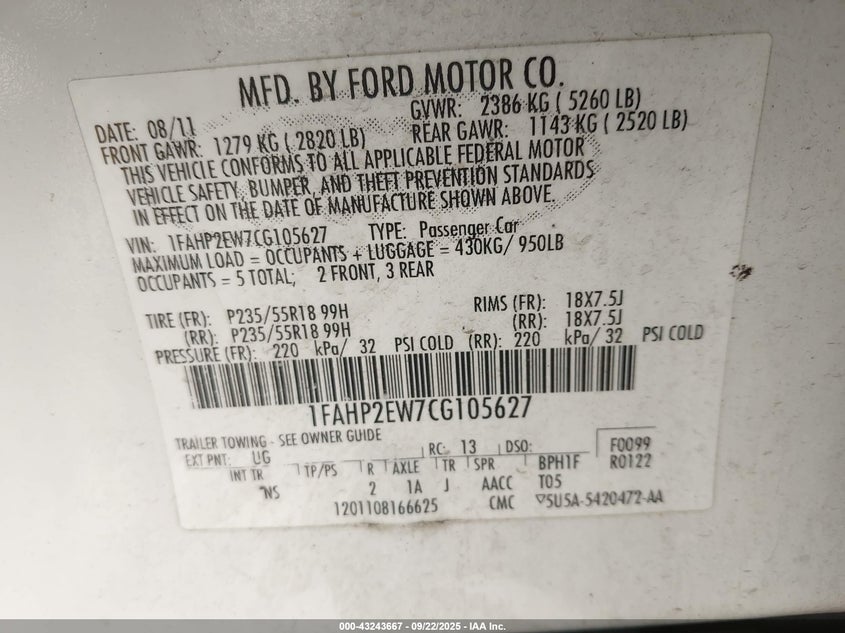 MFD. BY FORD MOTOR CO.
DATE: 08/11 GVWR: 2386 KG ( 5260 LB)
FRONT GAWR: 1279 KG ( 2820 LB) REAR GAWR: 1143 KG ( 2520 LB)
THIS VEHICLE CONFORMS TO ALL APPLICABLE FEDERAL MOTOR
VEHICLE SAFETY, BUMPER, AND THEFT PREVENTION STANDARDS
IN EFFECT ON THE DATE OF MANUFACTURE SHOWN ABOVE.
VIN: 1FAHP2EW7CG105627 TYPE: Passenger Car
MAXIMUM LOAD = OCCUPANTS + LUGGAGE = 430KG/ 950LB
OCCUPANTS = 5 TOTAL; 2 FRONT, 3 REAR
TIRE (FR): P235/55R18 99H RIMS (FR): 18X7.5J
(RR): P235/55R18 99H (RR): 18X7.5J
PRESSURE (FR): 220 kPa/ 32 PSI COLD (RR): 220 kPa/ 32 PSI COLD
1FAHP2EW7CG105627
TRAILER TOWING - SEE OWNER GUIDE
EXT PNT: UG RC: 13 DSO: F0099
INT TR TP/PS R AXLE TR SPR BPH1F R0122
7NS 2 1A J AACC T05
1201108166625 CMC 5U5A-5420472-AA
000-43243667 - 09/22/2025 - IAA Inc.